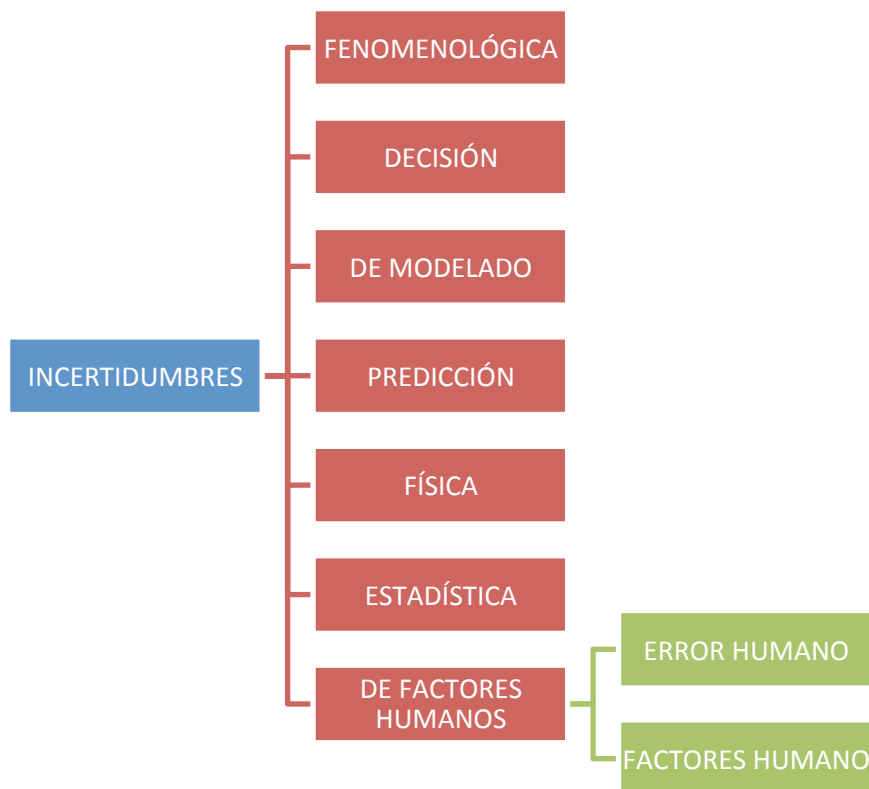 FENOMENOLÓGICA
DECISIÓN
DE MODELADO
INCERTIDUMBRES
PREDICCIÓN
FÍSICA
ESTADÍSTICA
DE FACTORES
HUMANOS
ERROR HUMANO
FACTORES HUMANO